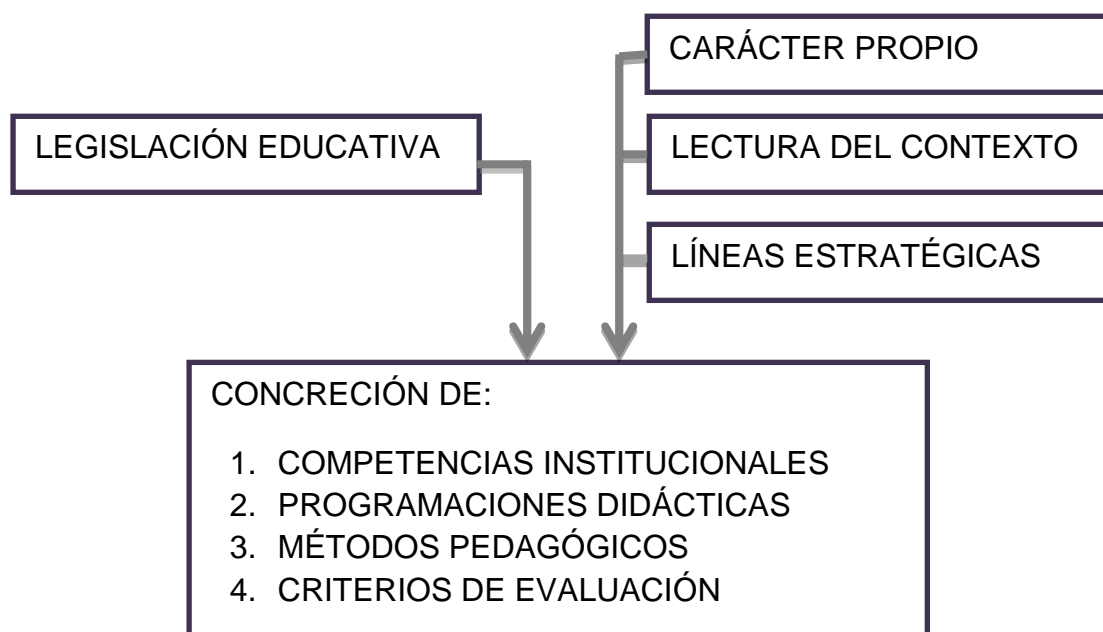 CARÁCTER PROPIO
LEGISLACIÓN EDUCATIVA
LECTURA DEL CONTEXTO
LÍNEAS ESTRATÉGICAS
CONCRECIÓN DE:
1. COMPETENCIAS INSTITUCIONALES
2. PROGRAMACIONES DIDÁCTICAS
3. MÉTODOS PEDAGÓGICOS
4. CRITERIOS DE EVALUACIÓN